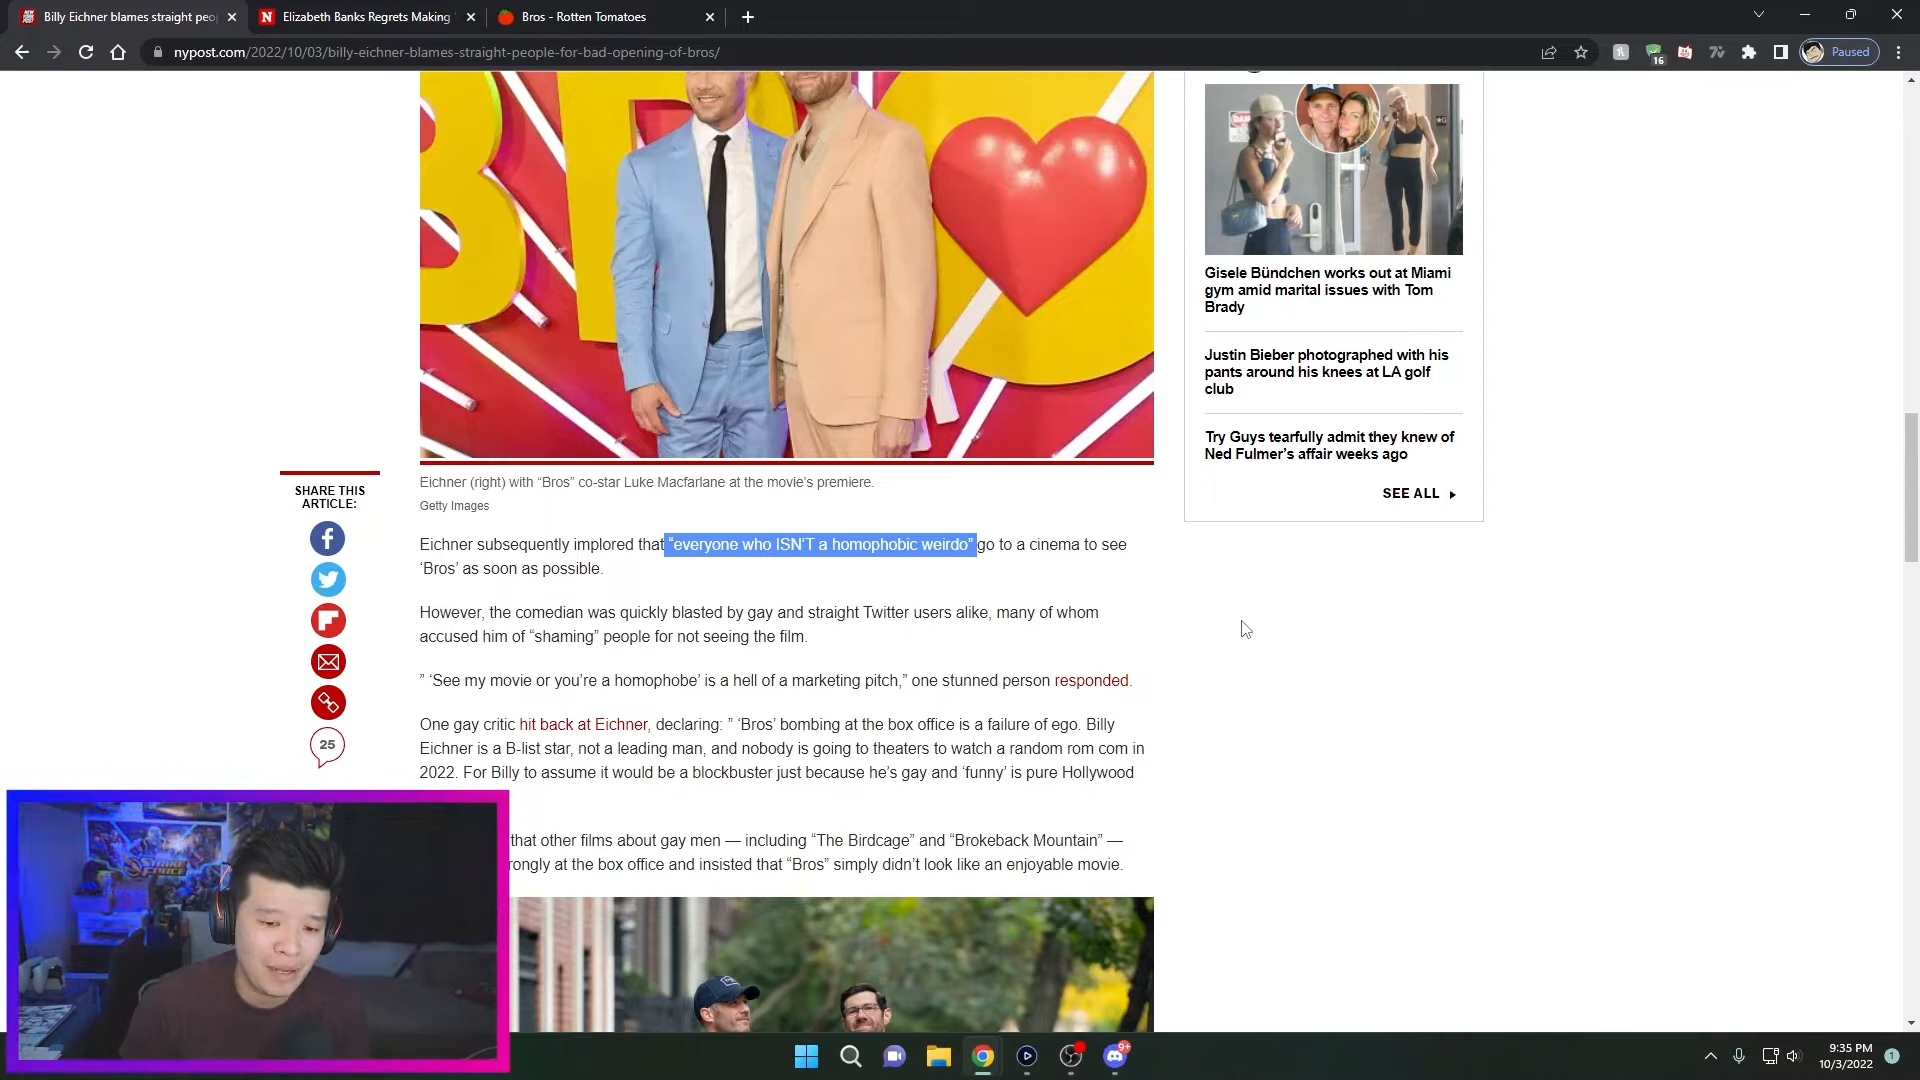 Billy Eichner blames straight peop
Elizabeth Banks Regrets Making
Bros - Rotten Tomatoes
nypost.com/2022/10/03/billy-eichner-blames-straight-people-for-bad-opening-of-bros/
16
Paused
Gisele Bündchen works out at Miami
gym amid marital issues with Tom
Brady
Justin Bieber photographed with his
pants around his knees at LA golf
club
Try Guys tearfully admit they knew of
Ned Fulmer’s affair weeks ago
SEE ALL
SHARE THIS
ARTICLE:
25
Eichner (right) with “Bros” co-star Luke Macfarlane at the movie’s premiere.
Getty Images
Eichner subsequently implored that “everyone who ISN’T a homophobic weirdo” go to a cinema to see
‘Bros’ as soon as possible.
However, the comedian was quickly blasted by gay and straight Twitter users alike, many of whom
accused him of “shaming” people for not seeing the film.
” ‘See my movie or you’re a homophobe’ is a hell of a marketing pitch,” one stunned person responded.
One gay critic hit back at Eichner, declaring: ” ‘Bros’ bombing at the box office is a failure of ego. Billy
Eichner is a B-list star, not a leading man, and nobody is going to theaters to watch a random rom com in
2022. For Billy to assume it would be a blockbuster just because he’s gay and ‘funny’ is pure Hollywood
that other films about gay men — including “The Birdcage” and “Brokeback Mountain” —
rongly at the box office and insisted that “Bros” simply didn’t look like an enjoyable movie.
STRIKE
FORCE
9+
9:35 PM
10/3/2022
1